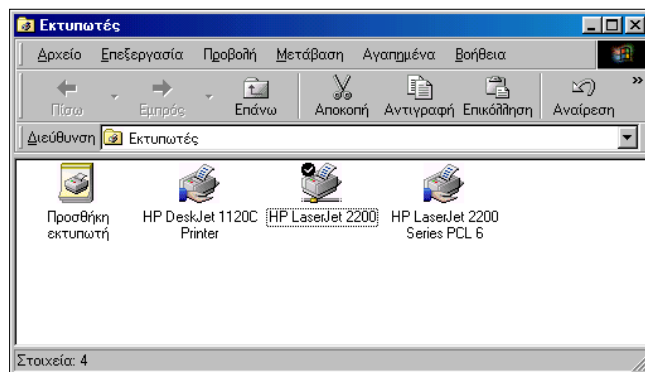 Εκτυπωτές
Αρχείο Επεξεργασία Προβολή Μετάβαση Αγαπημένα Βοήθεια
Πίσω Εμπρός Επάνω Αποκοπή Αντιγραφή Επικόλληση Αναίρεση »
Διεύθυνση Εκτυπωτές
Προσθήκη εκτυπωτή
HP DeskJet 1120C Printer
HP LaserJet 2200
HP LaserJet 2200 Series PCL 6
Στοιχεία: 4